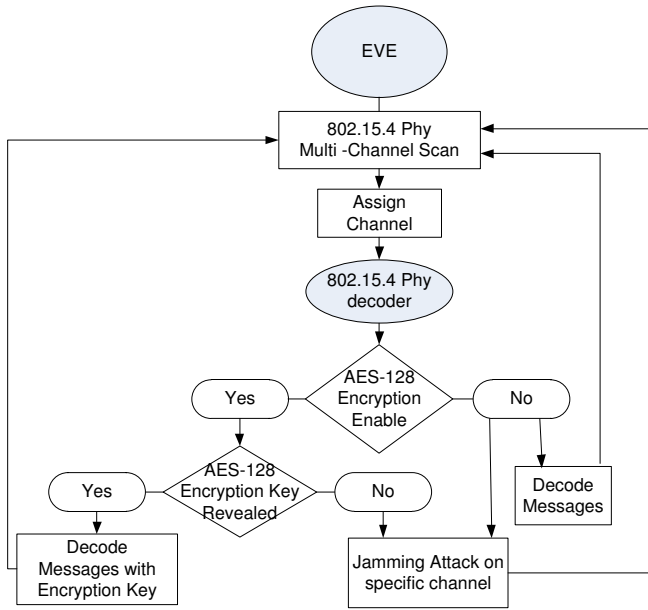 EVE
802.15.4 Phy
Multi -Channel Scan
Assign
Channel
802.15.4 Phy
decoder
AES-128
Encryption
Enable
Yes
No
AES-128
Encryption Key
Revealed
Yes
No
Decode
Messages
Decode
Messages with
Encryption Key
Jamming Attack on
specific channel